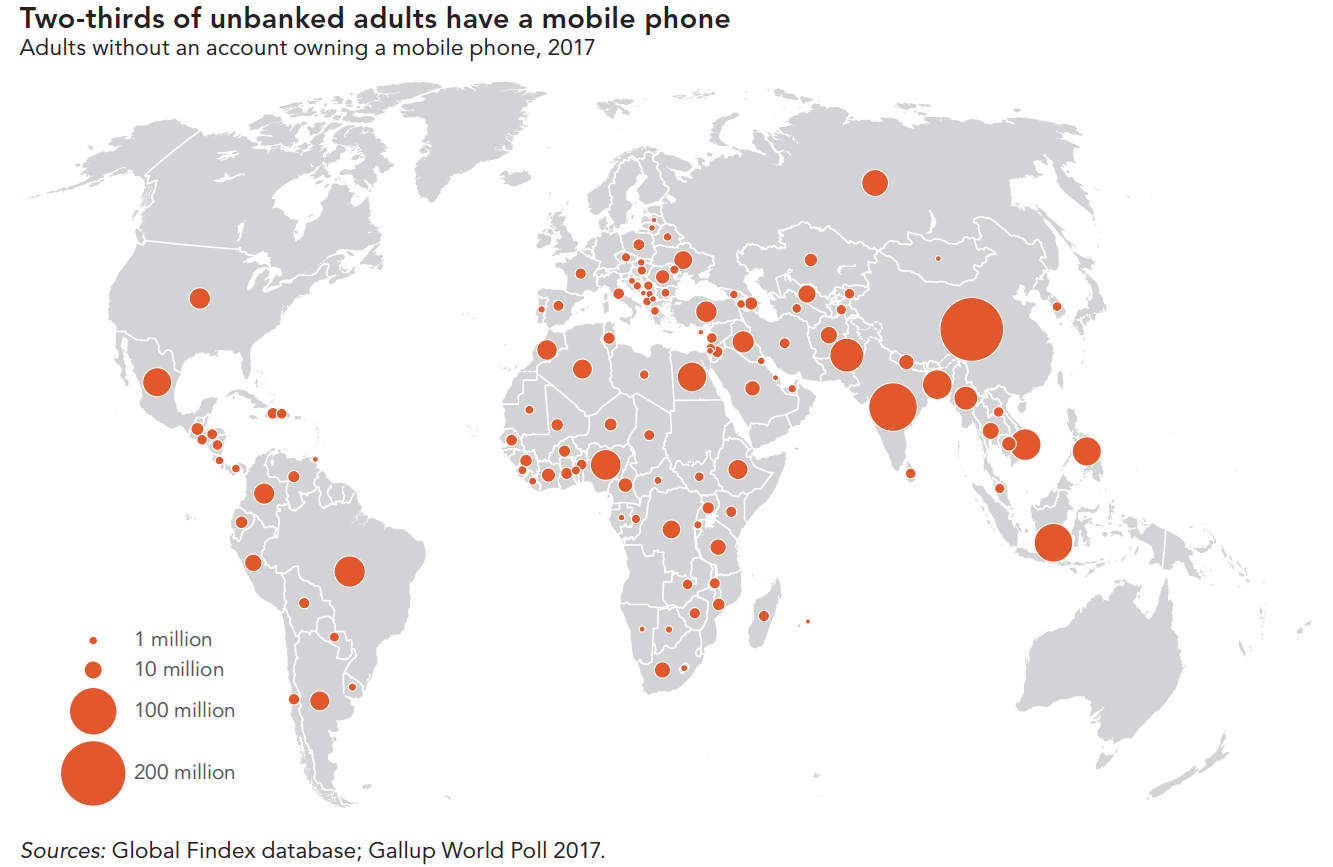 Two-thirds of unbanked adults have a mobile phone
Adults without an account owning a mobile phone, 2017
1 million
10 million
100 million
200 million
Sources: Global Findex database; Gallup World Poll 2017.